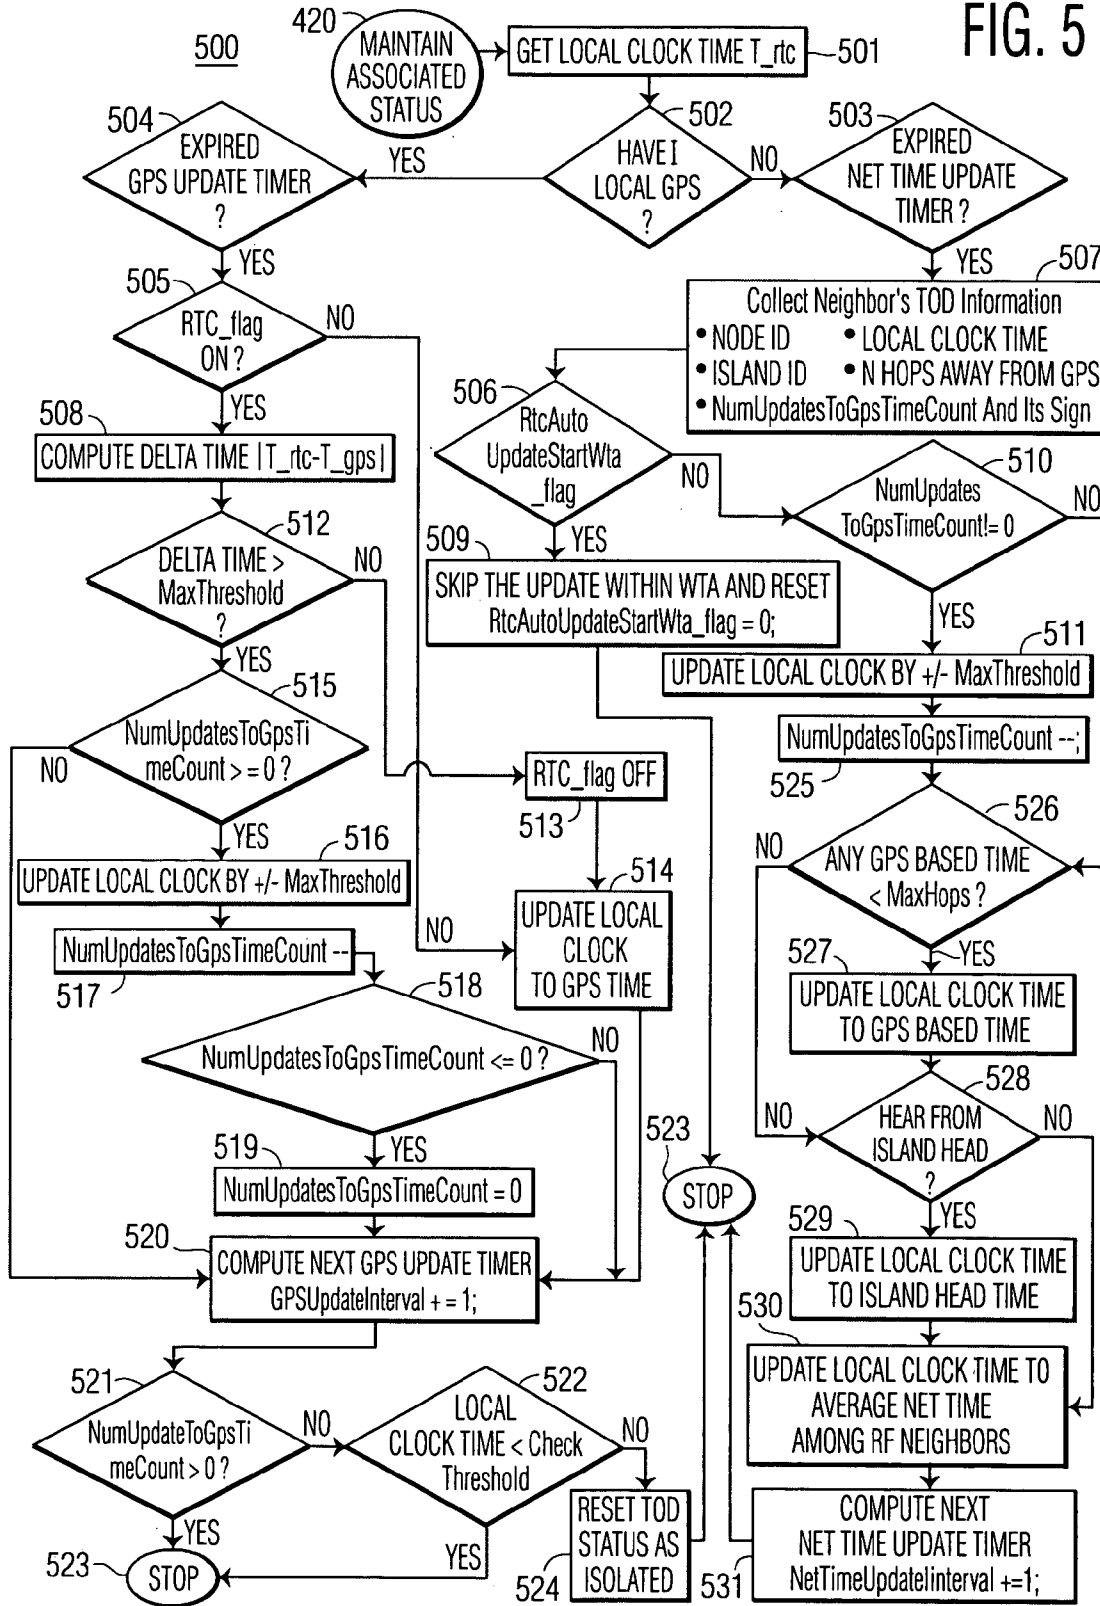 FIG. 5
500
420
MAINTAIN
ASSOCIATED
STATUS
GET LOCAL CLOCK TIME T_rtc
501
504
EXPIRED
GPS UPDATE TIMER
?
YES
502
HAVE I
LOCAL GPS
?
NO
503
EXPIRED
NET TIME UPDATE
TIMER ?
YES
YES
507
505
RTC_flag
ON ?
NO
Collect Neighbor's TOD Information
• NODE ID
• LOCAL CLOCK TIME
• ISLAND ID
• N HOPS AWAY FROM GPS
• NumUpdatesToGpsTimeCount And Its Sign
YES
506
RtcAuto
UpdateStartWta
_flag
NO
508
COMPUTE DELTA TIME |T_rtc-T_gps|
510
NumUpdates
ToGpsTimeCount!= 0
NO
512
DELTA TIME >
MaxThreshold
?
NO
YES
509
SKIP THE UPDATE WITHIN WTA AND RESET
RtcAutoUpdateStartWta_flag = 0;
YES
YES
511
UPDATE LOCAL CLOCK BY +/- MaxThreshold
515
NumUpdatesToGpsTi
meCount > = 0 ?
NO
NumUpdatesToGpsTimeCount --;
525
RTC_flag OFF
513
YES
526
ANY GPS BASED TIME
< MaxHops ?
NO
516
UPDATE LOCAL CLOCK BY +/- MaxThreshold
514
UPDATE LOCAL
CLOCK
TO GPS TIME
NO
NumUpdatesToGpsTimeCount --
517
YES
527
UPDATE LOCAL CLOCK TIME
TO GPS BASED TIME
518
NumUpdatesToGpsTimeCount <= 0 ?
NO
528
HEAR FROM
ISLAND HEAD
?
NO
NO
YES
519
NumUpdatesToGpsTimeCount = 0
523
STOP
YES
529
UPDATE LOCAL CLOCK TIME
TO ISLAND HEAD TIME
520
COMPUTE NEXT GPS UPDATE TIMER
GPSUpdateInterval + = 1;
530
UPDATE LOCAL CLOCK TIME TO
AVERAGE NET TIME
AMONG RF NEIGHBORS
521
NumUpdateToGpsTi
meCount > 0 ?
NO
522
LOCAL
CLOCK TIME < Check
Threshold
NO
RESET TOD
STATUS AS
ISOLATED
524
COMPUTE NEXT
NET TIME UPDATE TIMER
NetTimeUpdateIinterval +=1;
531
YES
YES
523
STOP